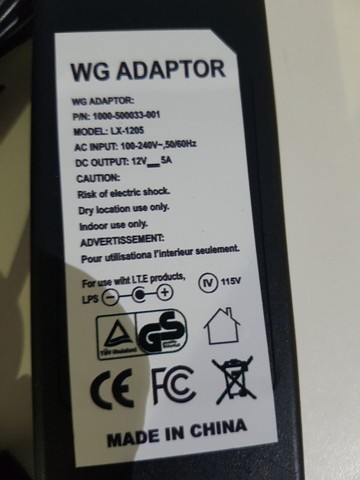 WG ADAPTOR
WG ADAPTOR:
P/N: 1000-500033-001
MODEL: LX-1205
AC INPUT: 100-240V~,50/60Hz
DC OUTPUT: 12V 5A
CAUTION:
Risk of electric shock.
Dry location use only.
Indoor use only.
ADVERTISSEMENT:
Pour utilisationa l'interieur seulement.
For use wiht I.T.E products,
LPS - + IV 115V
TÜV Rheinland GS
CE FC
MADE IN CHINA